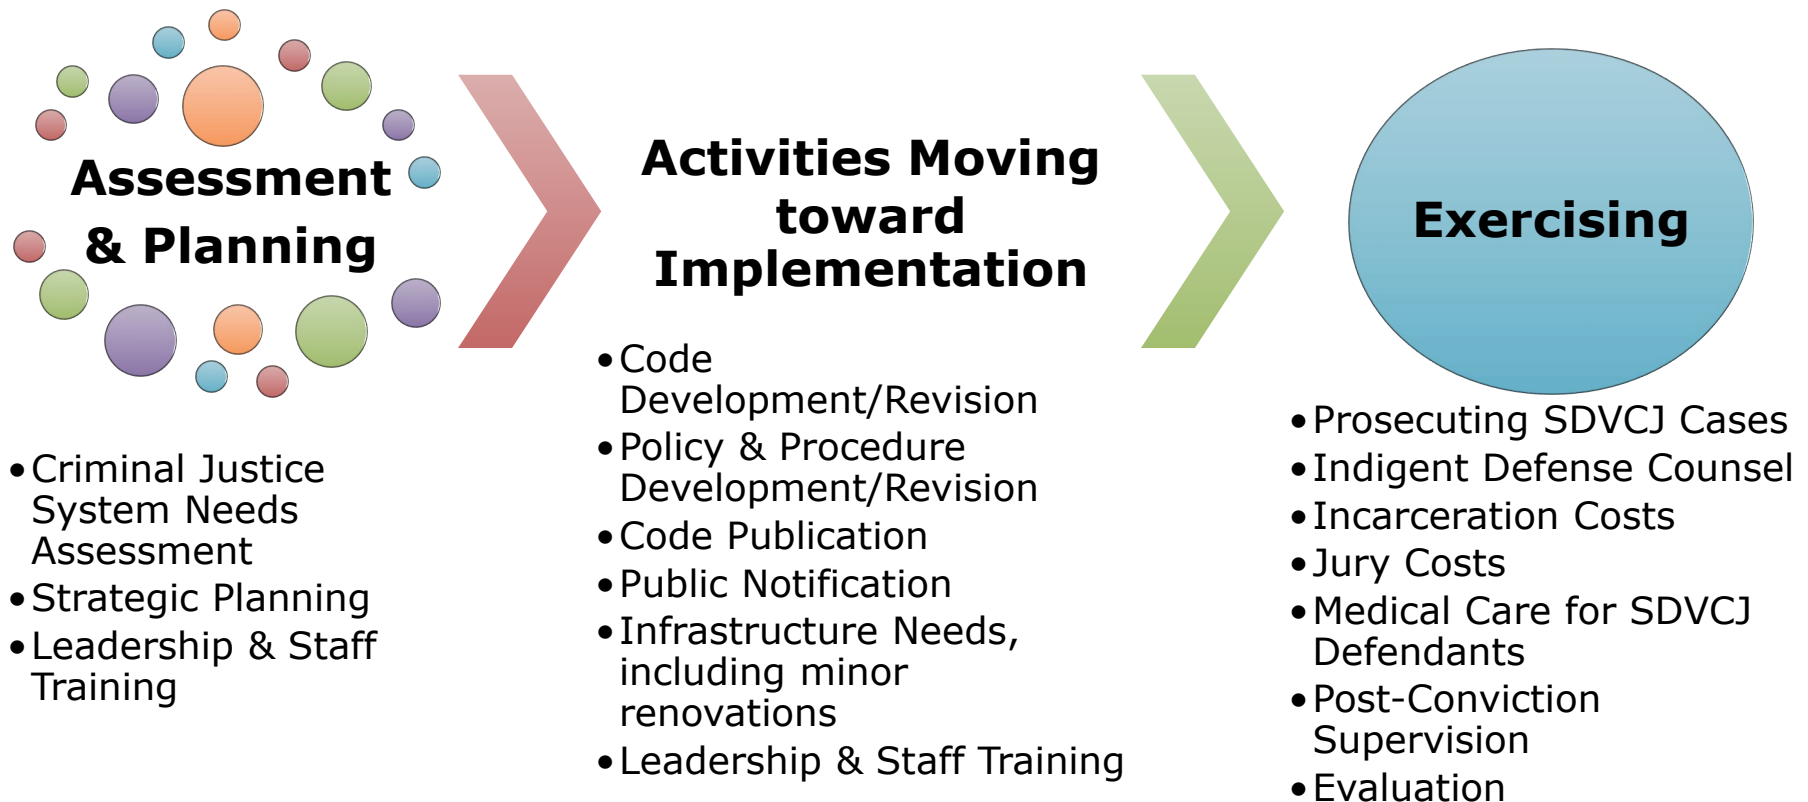 Assessment
& Planning
•Criminal Justice
System Needs
Assessment
•Strategic Planning
•Leadership & Staff
Training
Activities Moving
toward
Implementation
•Code
Development/Revision
•Policy & Procedure
Development/Revision
•Code Publication
•Public Notification
•Infrastructure Needs,
including minor
renovations
•Leadership & Staff Training
Exercising
•Prosecuting SDVCJ Cases
•Indigent Defense Counsel
•Incarceration Costs
•Jury Costs
•Medical Care for SDVCJ
Defendants
•Post-Conviction
Supervision
•Evaluation